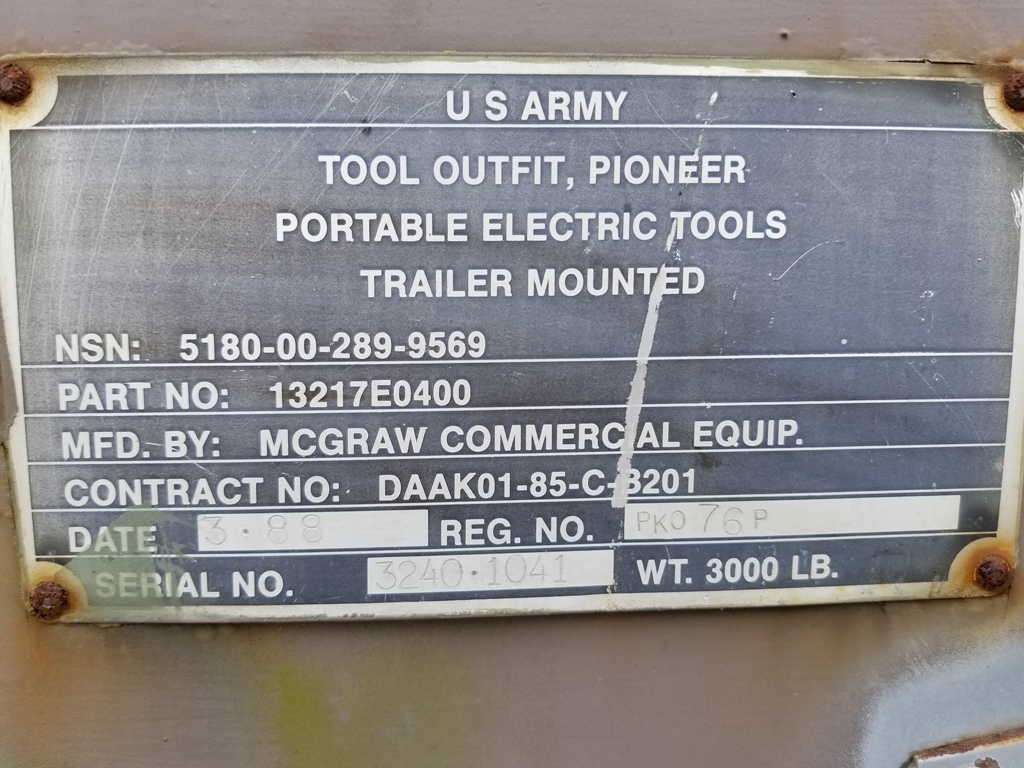 U S ARMY
TOOL OUTFIT, PIONEER
PORTABLE ELECTRIC TOOLS
TRAILER MOUNTED
NSN: 5180-00-289-9569
PART NO: 13217E0400
MFD. BY: MCGRAW COMMERCIAL EQUIP.
CONTRACT NO: DAAK01-85-C-B201
DATE 3·88 REG. NO. PK076P
SERIAL NO. 3240·1041 WT. 3000 LB.